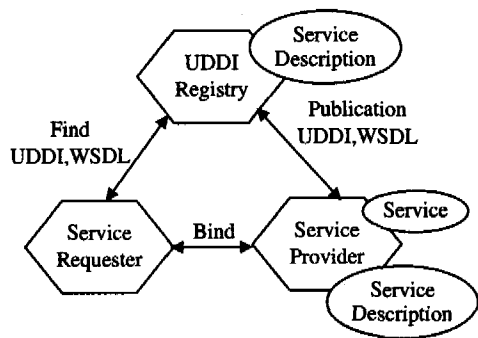 Service
Description
UDDI
Registry
Find
UDDI,WSDL
Publication
UDDI,WSDL
Service
Requester
Bind
Service
Provider
Service
Service
Description